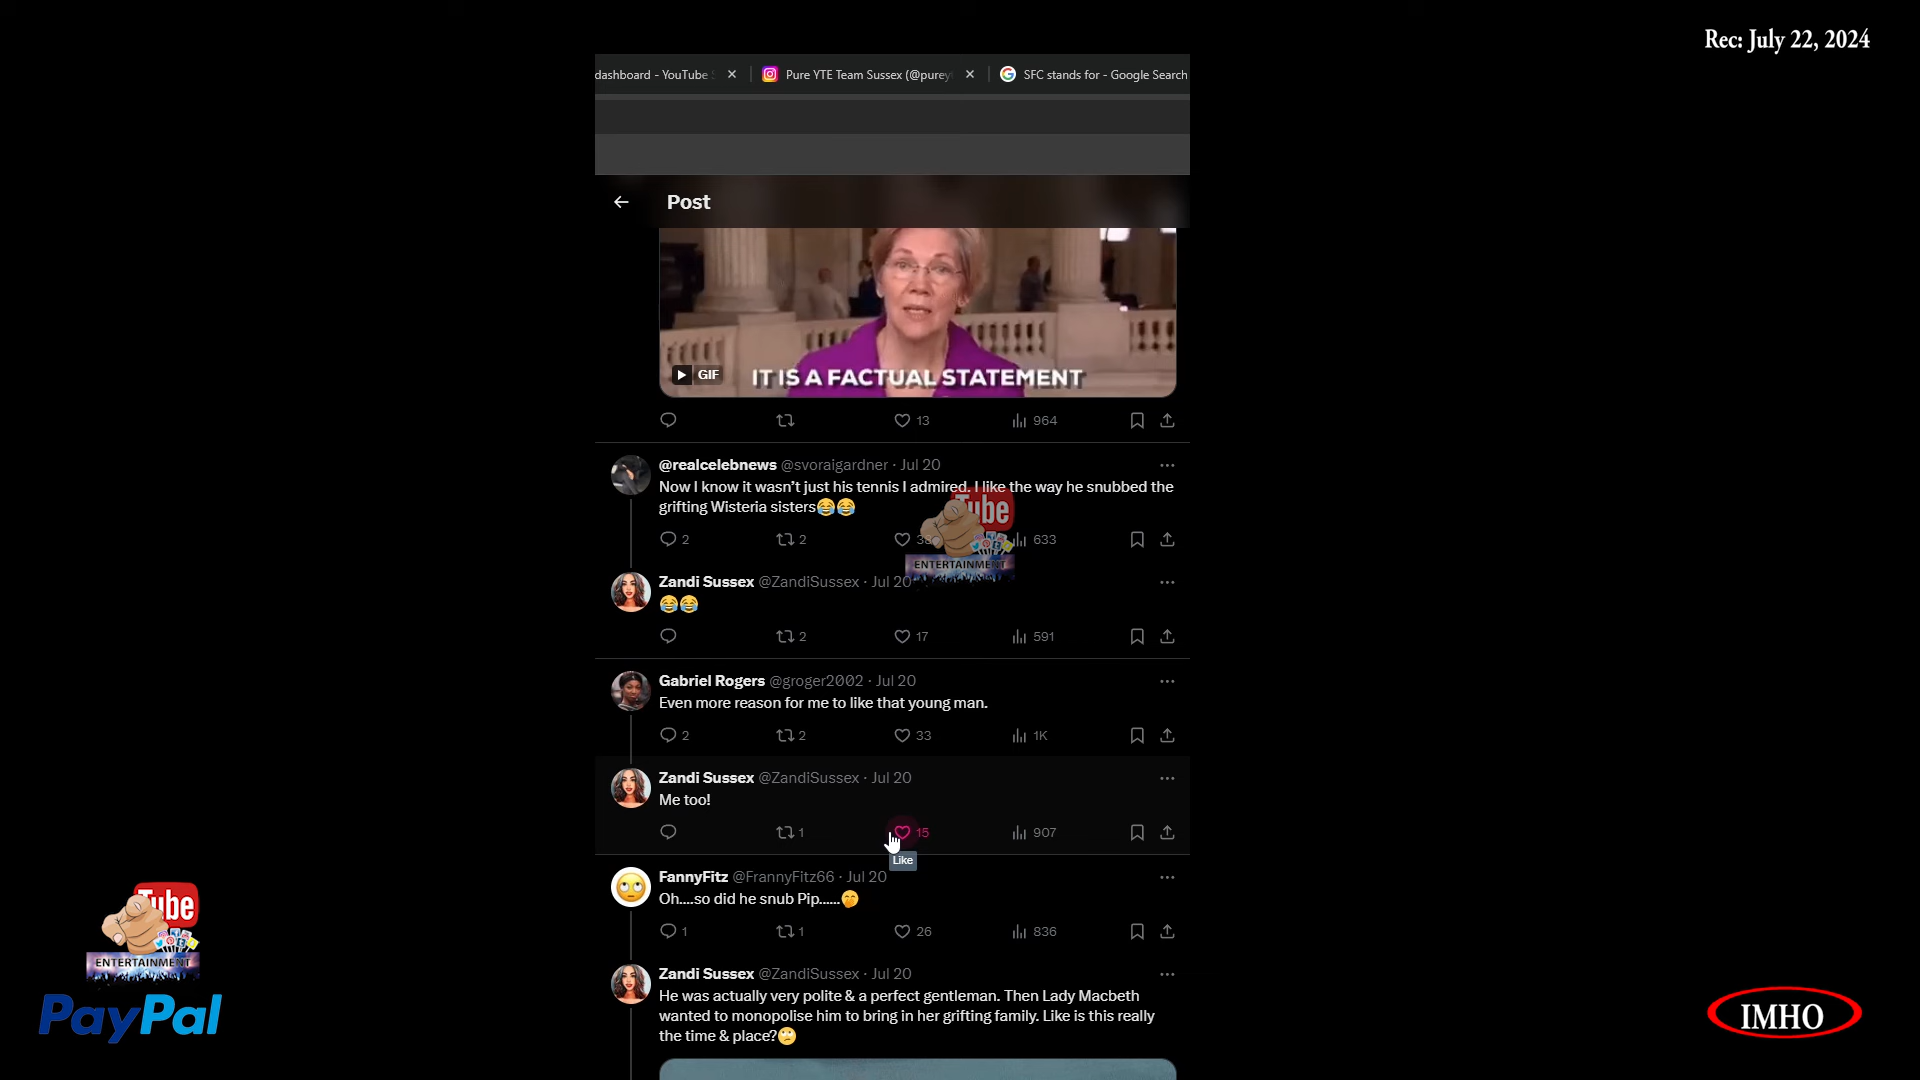 Rec: July 22, 2024
dashboard - YouTube
Pure YTE Team Sussex (@purey
SFC stands for - Google Search
Post
GIF
IT IS A FACTUAL STATEMENT
13
964
@realcelebnews @svoraigardner · Jul 20
Now I know it wasn't just his tennis I admired. I like the way he snubbed the
grifting Wisteria sisters😂😂
2
2
633
Tube
ENTERTAINMENT
Zandi Sussex @ZandiSussex · Jul 20
😂😂
2
17
591
Gabriel Rogers @groger2002 · Jul 20
Even more reason for me to like that young man.
2
2
33
1K
Zandi Sussex @ZandiSussex · Jul 20
Me too!
1
15
907
Like
FannyFitz @FrannyFitz66 · Jul 20
Oh....so did he snub Pip......🤭
1
1
26
836
Zandi Sussex @ZandiSussex · Jul 20
He was actually very polite & a perfect gentleman. Then Lady Macbeth
wanted to monopolise him to bring in her grifting family. Like is this really
the time & place?🙄
Tube
ENTERTAINMENT
PayPal
IMHO